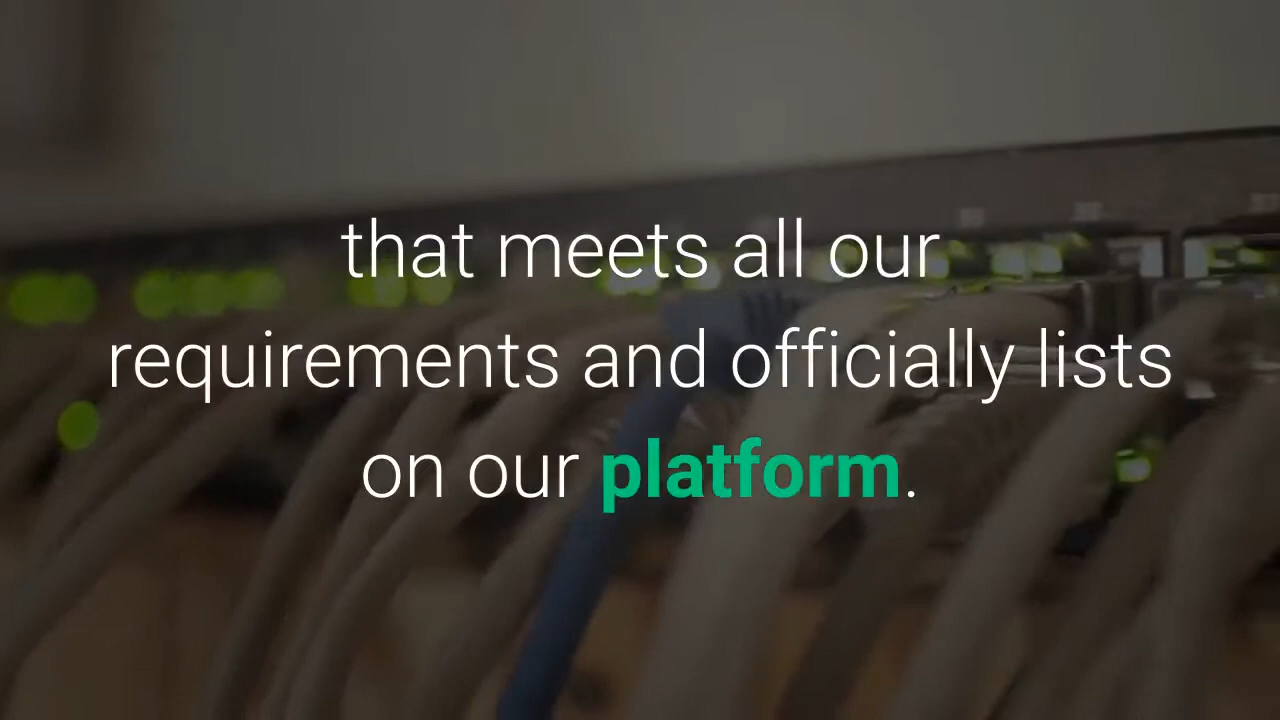 that meets all our
requirements and officially lists
on our platform.